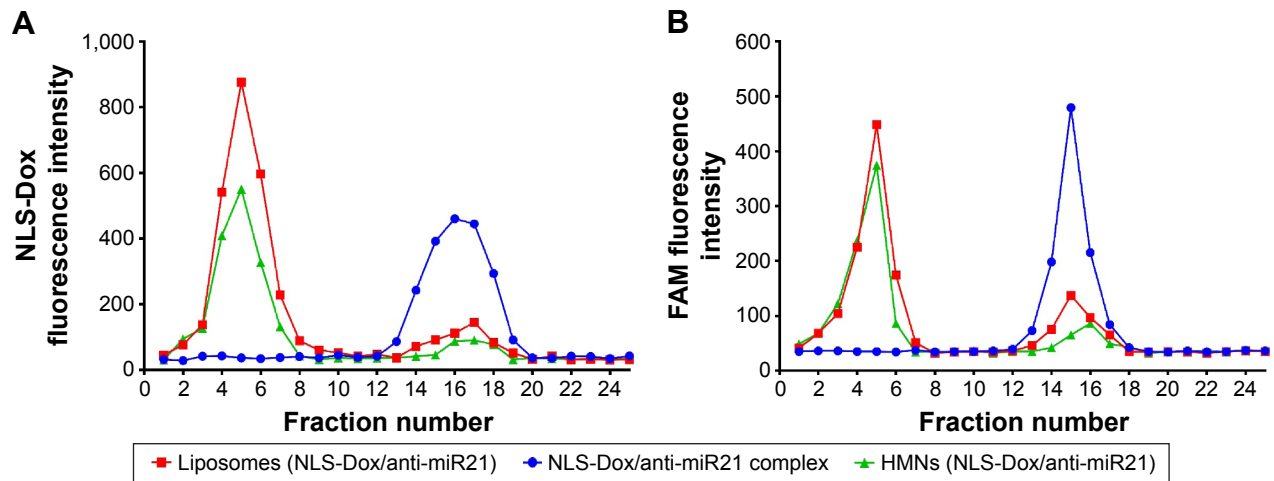 A
NLS-Dox
fluorescence intensity
1,000
800
600
400
200
0
0 2 4 6 8 10 12 14 16 18 20 22 24
Fraction number
B
FAM fluorescence
intensity
600
500
400
300
200
100
0
0 2 4 6 8 10 12 14 16 18 20 22 24
Fraction number
Liposomes (NLS-Dox/anti-miR21) NLS-Dox/anti-miR21 complex HMNs (NLS-Dox/anti-miR21)